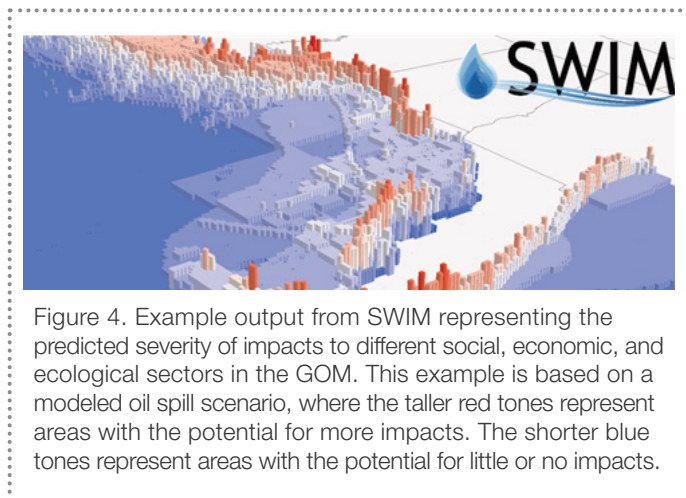 SWIM
Figure 4. Example output from SWIM representing the
predicted severity of impacts to different social, economic, and
ecological sectors in the GOM. This example is based on a
modeled oil spill scenario, where the taller red tones represent
areas with the potential for more impacts. The shorter blue
tones represent areas with the potential for little or no impacts.